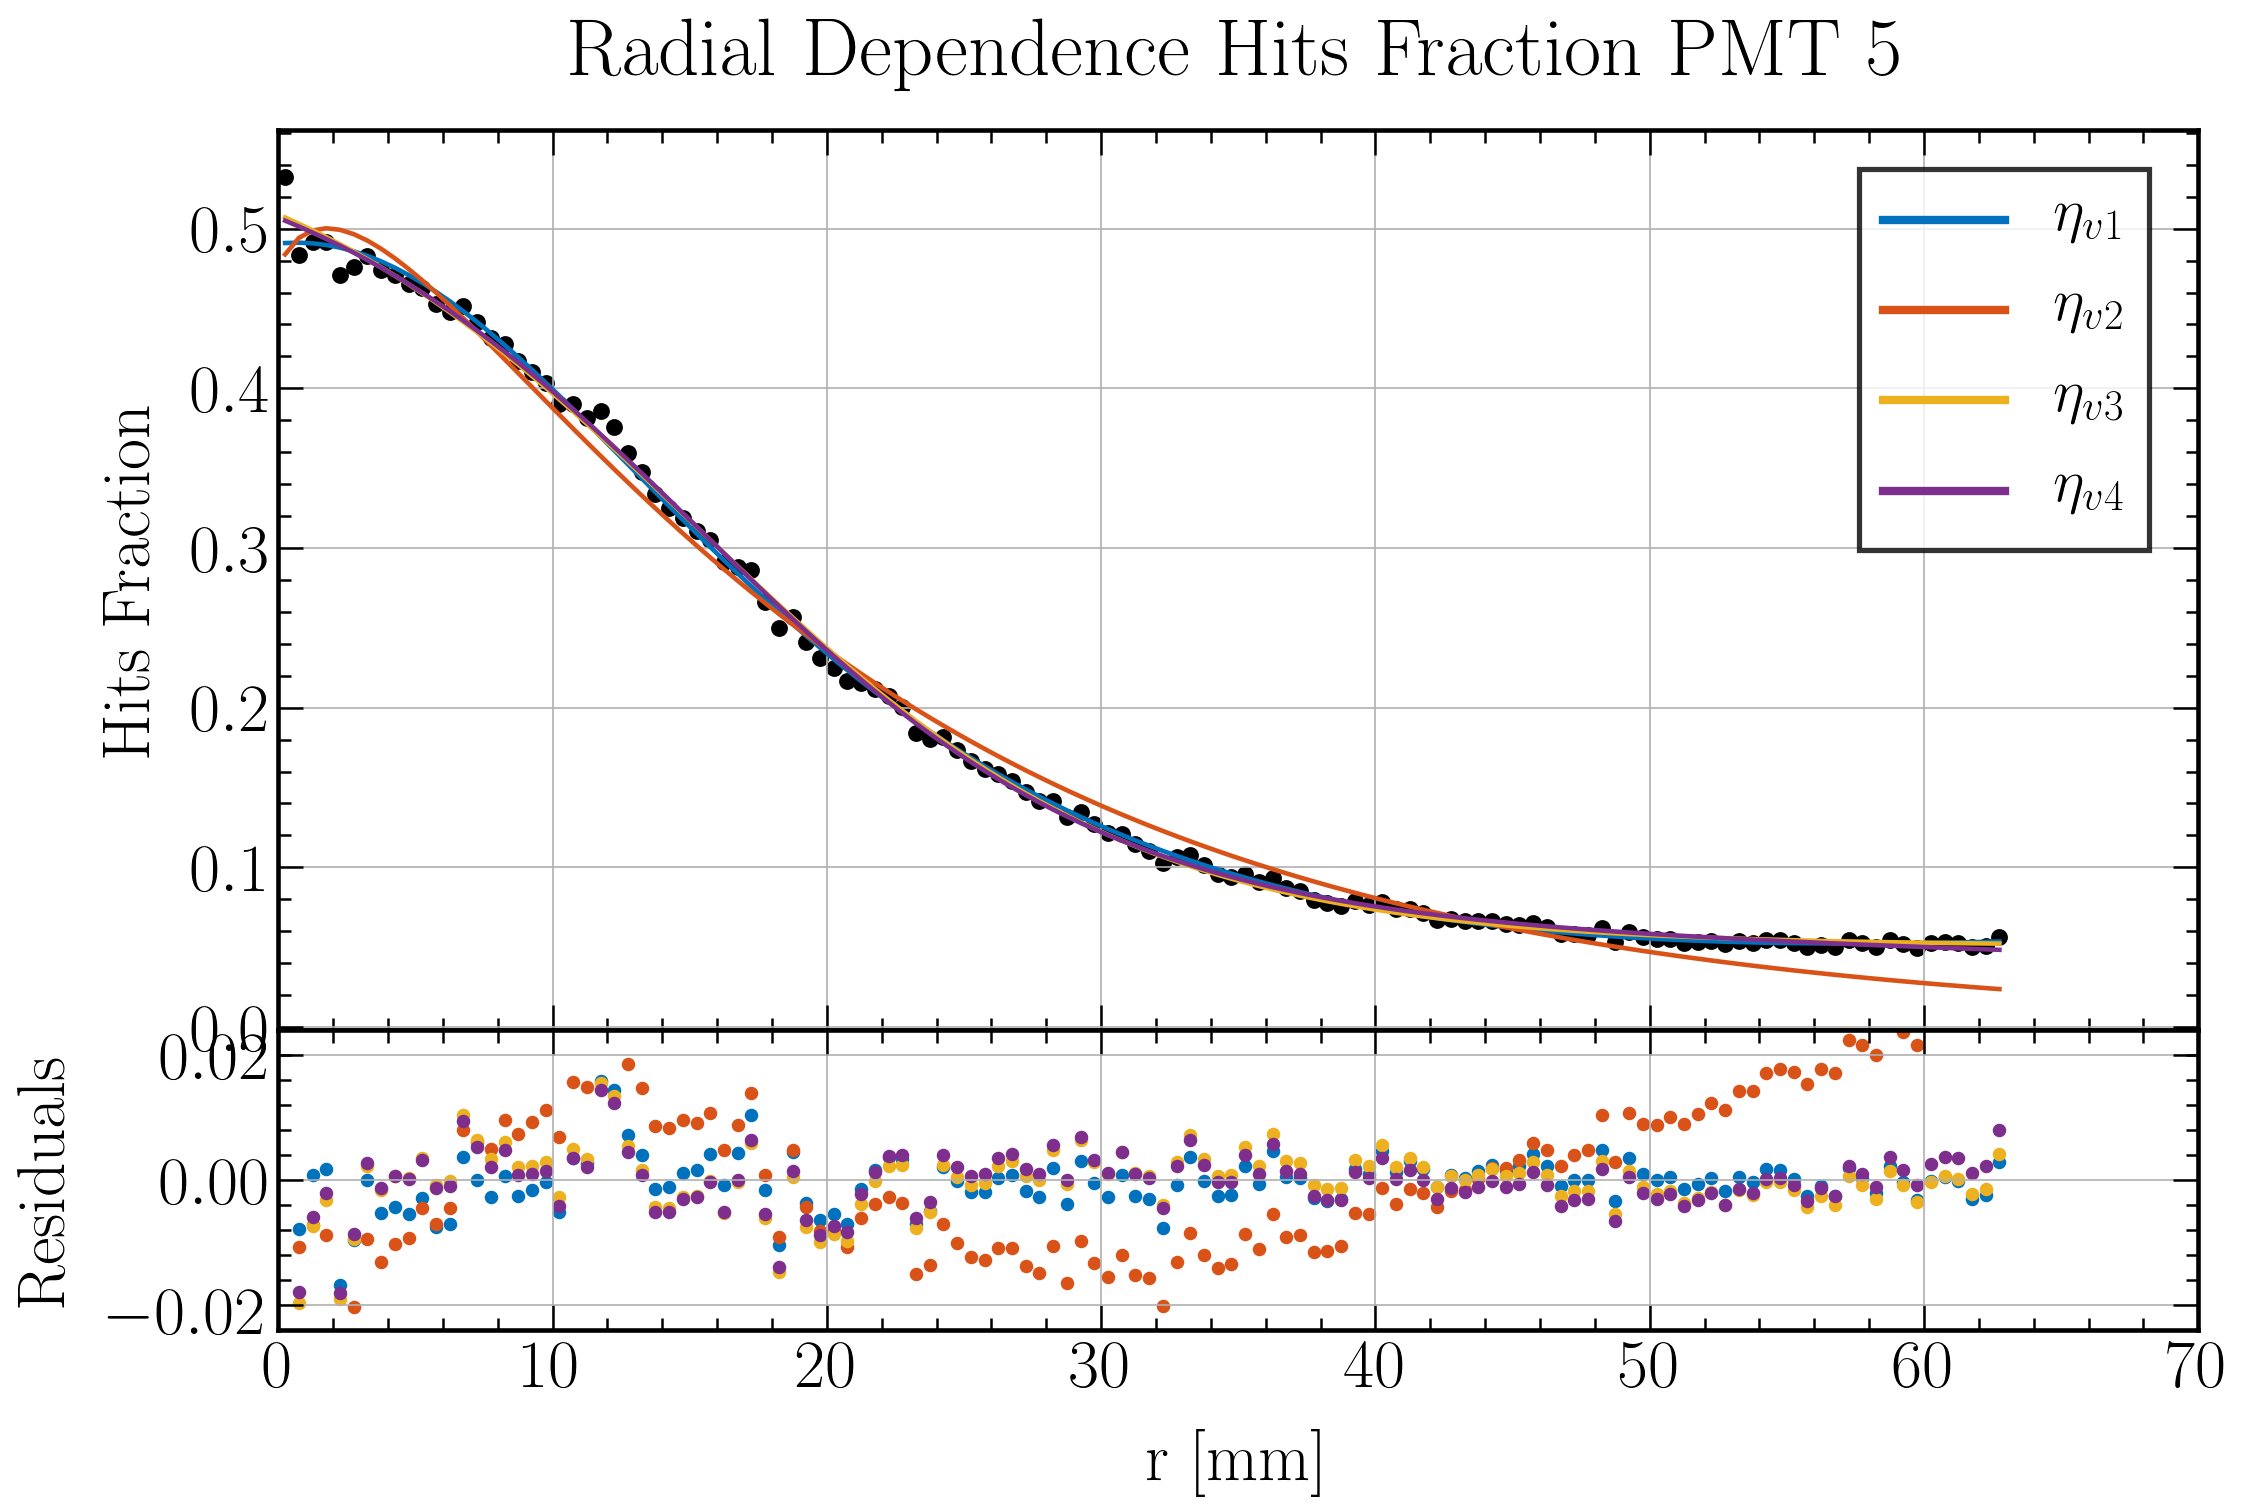 Radial Dependence Hits Fraction PMT 5
Hits Fraction
0.5
0.4
0.3
0.2
0.1
0.0
η_{v1}
η_{v2}
η_{v3}
η_{v4}
Residuals
0.02
0.00
−0.02
0 10 20 30 40 50 60 70
r [mm]